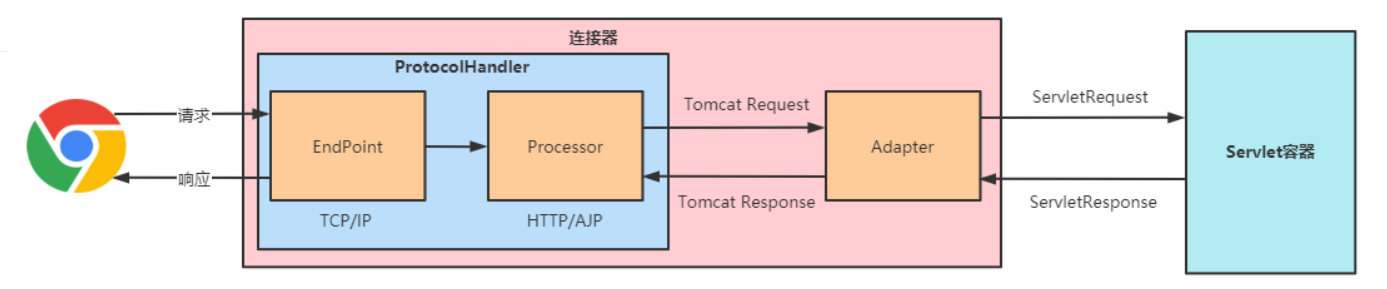 连接器
ProtocolHandler
请求
响应
EndPoint
TCP/IP
Processor
HTTP/AJP
Tomcat Request
Tomcat Response
Adapter
ServletRequest
ServletResponse
Servlet容器